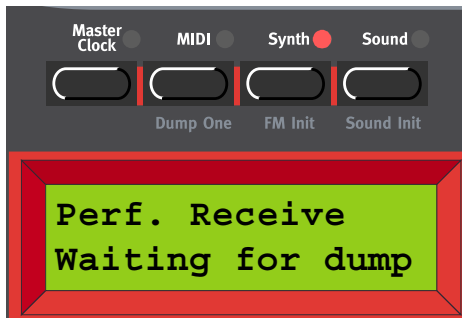 Master
Clock
MIDI
Synth
Sound
Dump One
FM Init
Sound Init
Perf. Receive
Waiting for dump